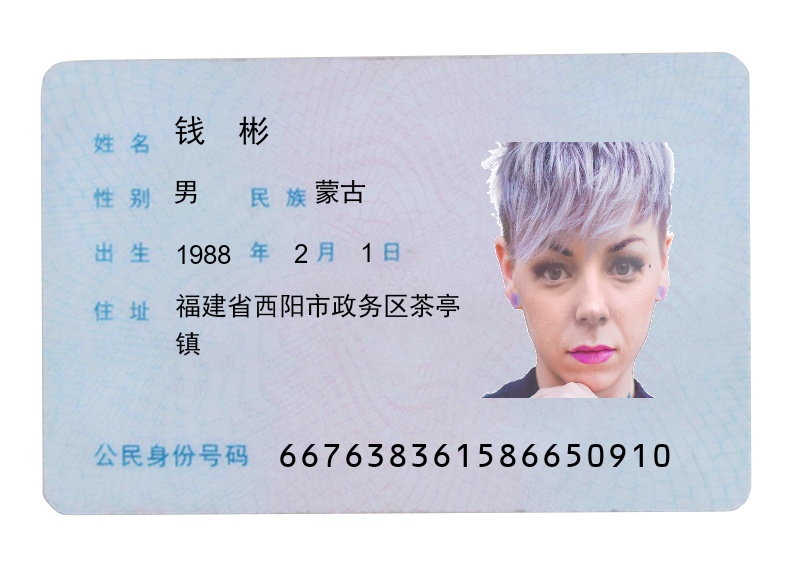 姓名 钱彬
性别 男 民族 蒙古
出生 1988 年 2 月 1 日
住址 福建省西阳市政务区茶亭
镇
公民身份号码 667638361586650910